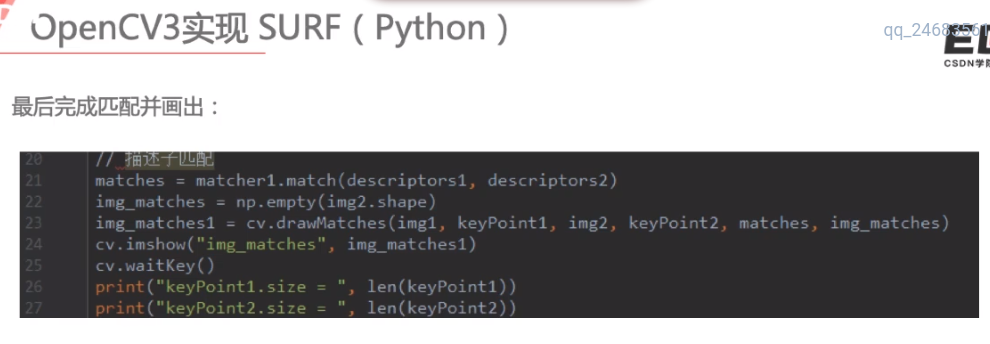 OpenCV3实现 SURF（Python）
qq_24683561
CSDN学院
最后完成匹配并画出：
20 // 描述子匹配
21 matches = matcher1.match(descriptors1, descriptors2)
22 img_matches = np.empty(img2.shape)
23 img_matches1 = cv.drawMatches(img1, keyPoint1, img2, keyPoint2, matches, img_matches)
24 cv.imshow("img_matches", img_matches1)
25 cv.waitKey()
26 print("keyPoint1.size = ", len(keyPoint1))
27 print("keyPoint2.size = ", len(keyPoint2))